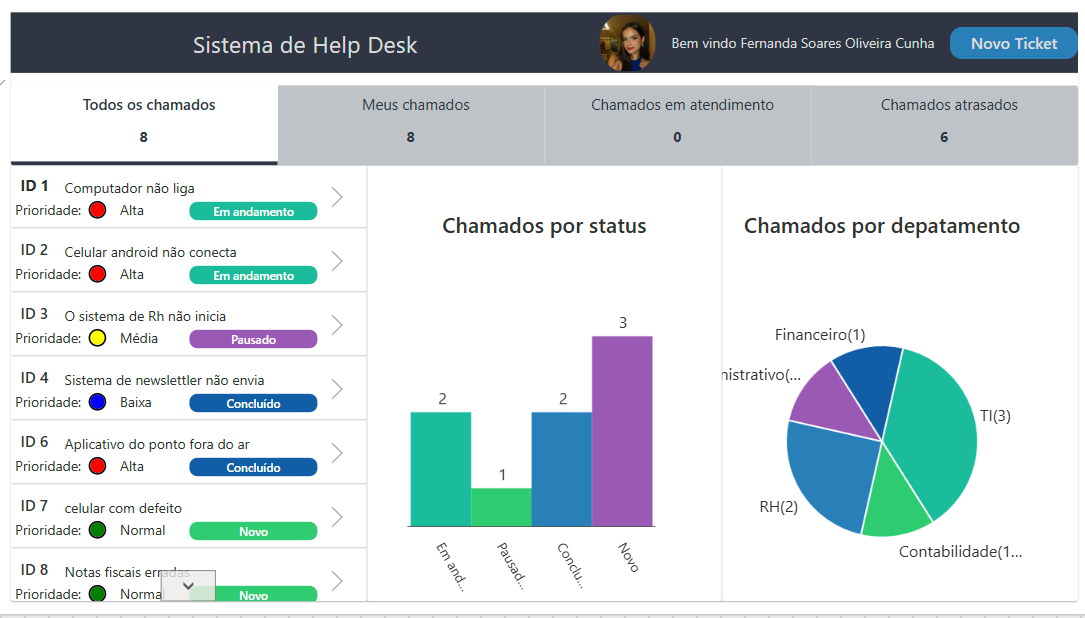 Sistema de Help Desk
Bem vindo Fernanda Soares Oliveira Cunha
Novo Ticket
Todos os chamados
8
Meus chamados
8
Chamados em atendimento
0
Chamados atrasados
6
ID 1 Computador não liga
Prioridade: Alta Em andamento
ID 2 Celular android não conecta
Prioridade: Alta Em andamento
ID 3 O sistema de Rh não inicia
Prioridade: Média Pausado
ID 4 Sistema de newslettler não envia
Prioridade: Baixa Concluído
ID 6 Aplicativo do ponto fora do ar
Prioridade: Alta Concluído
ID 7 celular com defeito
Prioridade: Normal Novo
ID 8 Notas fiscais erradas
Prioridade: Normal Novo
Chamados por status
3
2
2
1
Em and...
Pausad...
Conclu...
Novo
Chamados por depatamento
Financeiro(1)
nistrativo(...
TI(3)
RH(2)
Contabilidade(1...